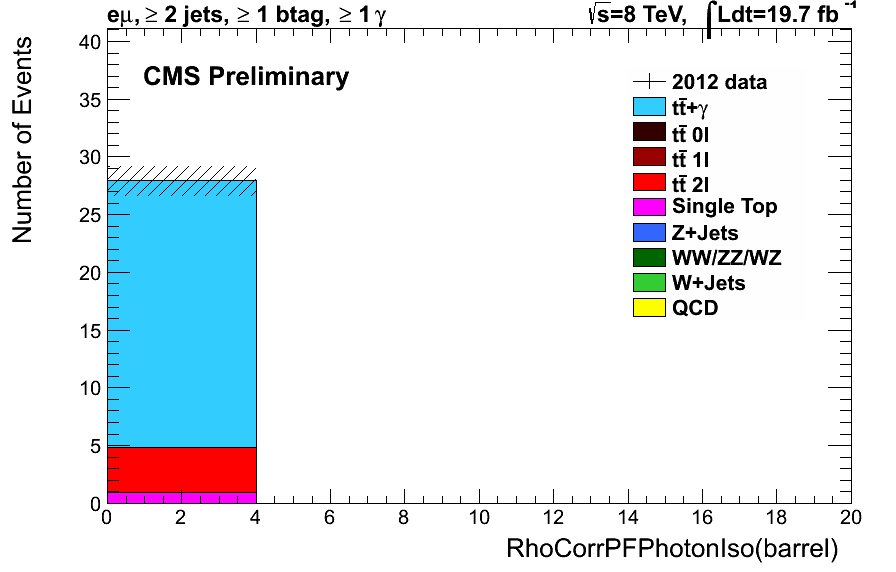 eμ, ≥ 2 jets, ≥ 1 btag, ≥ 1 γ
√s=8 TeV, ∫Ldt=19.7 fb⁻¹
CMS Preliminary
2012 data
tt̄+γ
tt̄ 0l
tt̄ 1l
tt̄ 2l
Single Top
Z+Jets
WW/ZZ/WZ
W+Jets
QCD
Number of Events
40
35
30
25
20
15
10
5
0
0 2 4 6 8 10 12 14 16 18 20
RhoCorrPFPhotonIso(barrel)